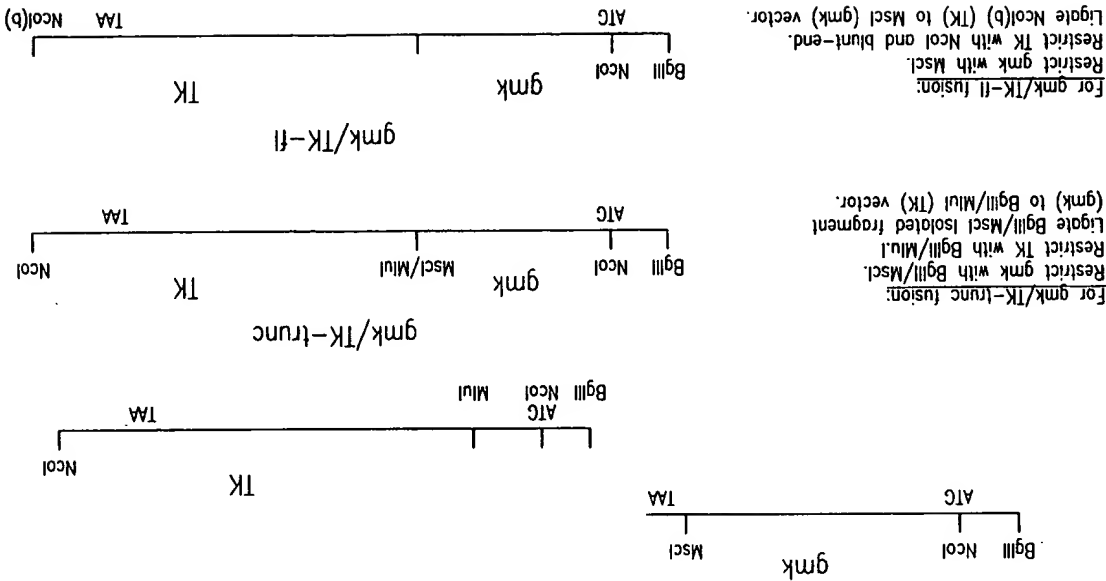 gmk
BglII NcoI MscI
ATG TAA
TK
NcoI
ATG TAA
BglII NcoI MluI
For gmk/TK-trunc fusion:
Restrict gmk with BglII/MscI.
Restrict TK with BglII/MluI.
Ligate BglII/MscI isolated fragment
(gmk) to BglII/MluI (TK) vector.
gmk/TK-trunc
gmk TK
BglII NcoI MscI/MluI NcoI
ATG TAA
For gmk/TK-fl fusion:
Restrict gmk with MscI.
Restrict TK with NcoI and blunt-end.
Ligate NcoI(b) (TK) to MscI (gmk) vector.
gmk/TK-fl
gmk TK
BglII NcoI
ATG TAA NcoI(b)